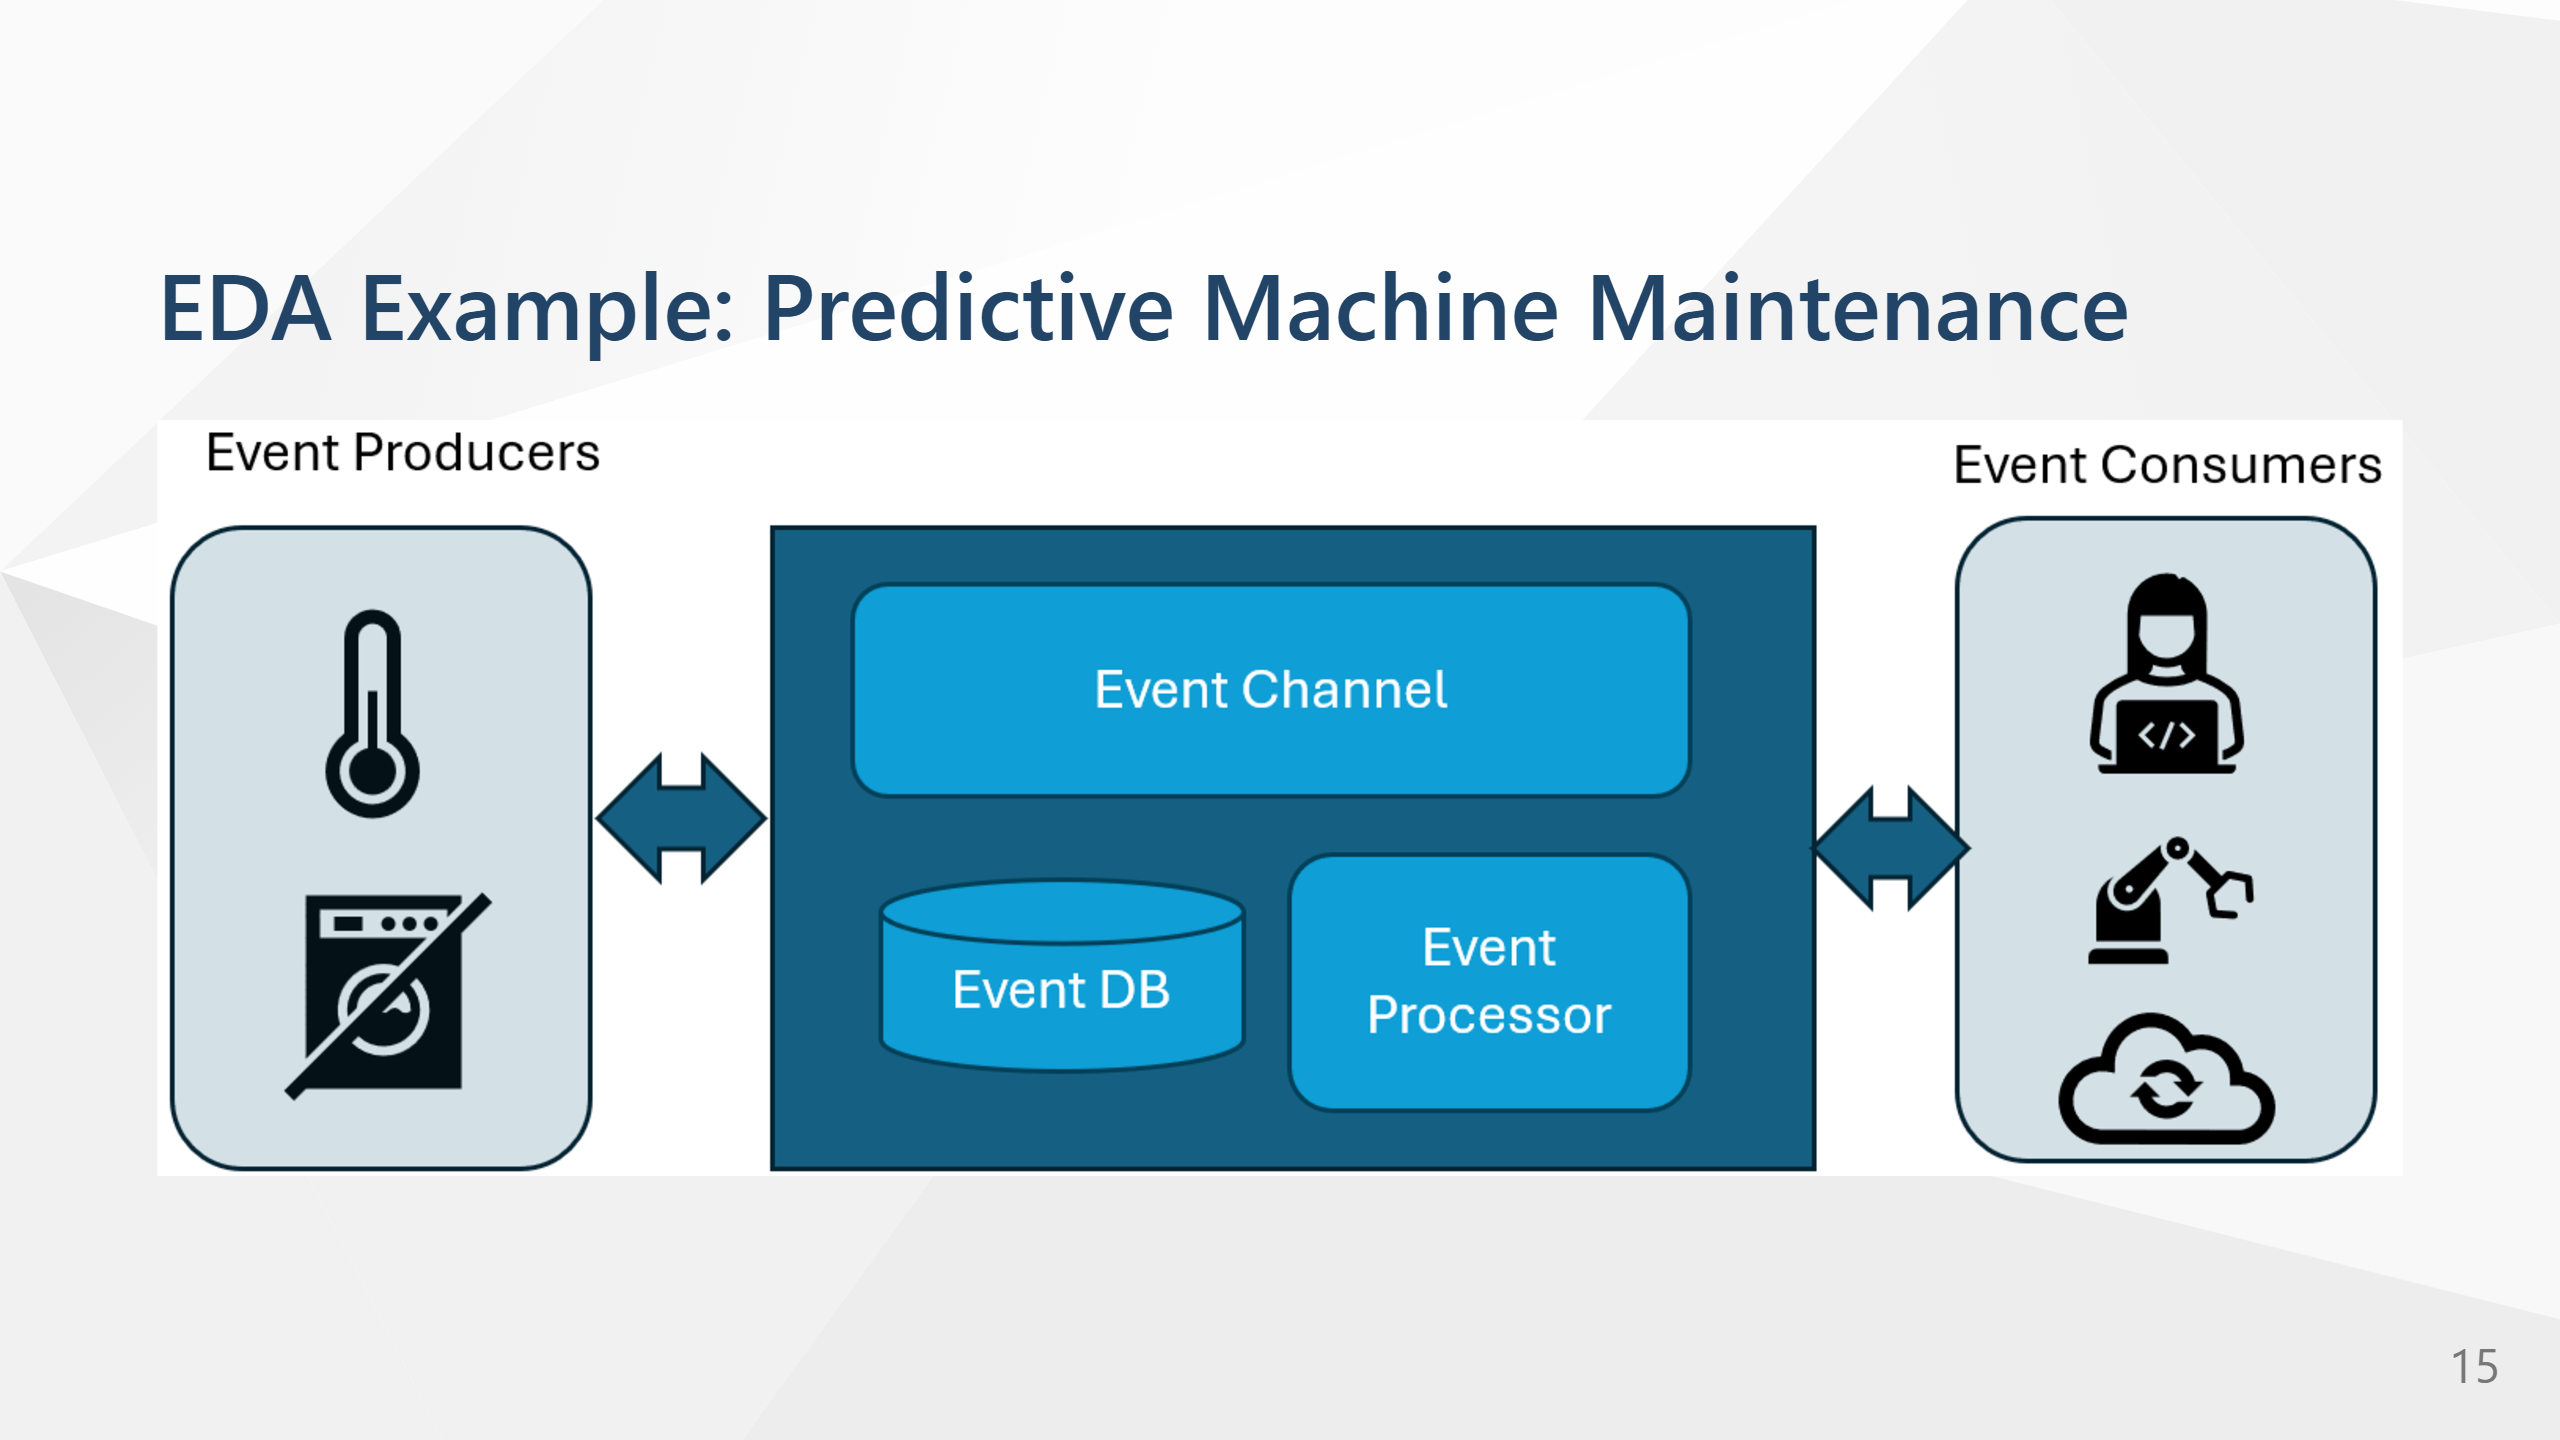 EDA Example: Predictive Machine Maintenance
Event Producers
Event Consumers
Event Channel
</>
Event DB
Event
Processor
15